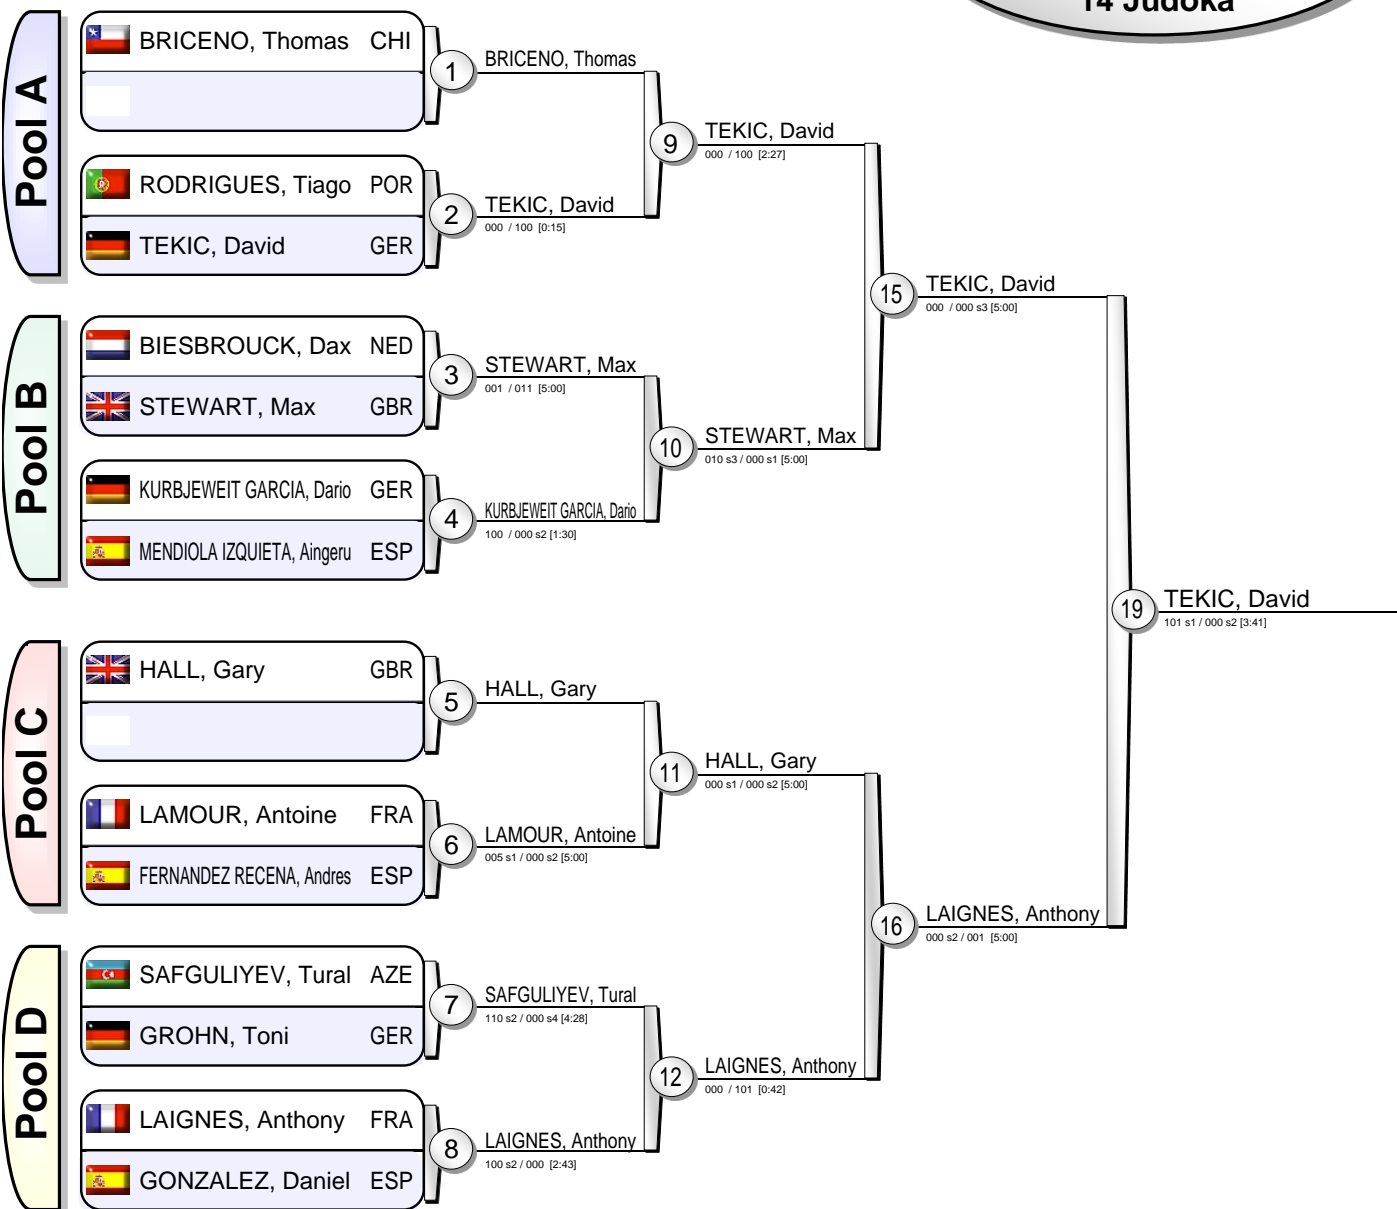 14 Judoka
Pool A
BRICENO, Thomas CHI
1
BRICENO, Thomas
RODRIGUES, Tiago POR
TEKIC, David GER
2
TEKIC, David
000 / 100 [0:15]
9
TEKIC, David
000 / 100 [2:27]
Pool B
BIESBROUCK, Dax NED
STEWART, Max GBR
3
STEWART, Max
001 / 011 [5:00]
KURBJEWEIT GARCIA, Dario GER
MENDIOLA IZQUIETA, Aingeru ESP
4
KURBJEWEIT GARCIA, Dario
100 / 000 s2 [1:30]
10
STEWART, Max
010 s3 / 000 s1 [5:00]
15
TEKIC, David
000 / 000 s3 [5:00]
Pool C
HALL, Gary GBR
5
HALL, Gary
LAMOUR, Antoine FRA
FERNANDEZ RECENA, Andres ESP
6
LAMOUR, Antoine
005 s1 / 000 s2 [5:00]
11
HALL, Gary
000 s1 / 000 s2 [5:00]
Pool D
SAFGULIYEV, Tural AZE
GROHN, Toni GER
7
SAFGULIYEV, Tural
110 s2 / 000 s4 [4:28]
LAIGNES, Anthony FRA
GONZALEZ, Daniel ESP
8
LAIGNES, Anthony
100 s2 / 000 [2:43]
12
LAIGNES, Anthony
000 / 101 [0:42]
16
LAIGNES, Anthony
000 s2 / 001 [5:00]
19
TEKIC, David
101 s1 / 000 s2 [3:41]